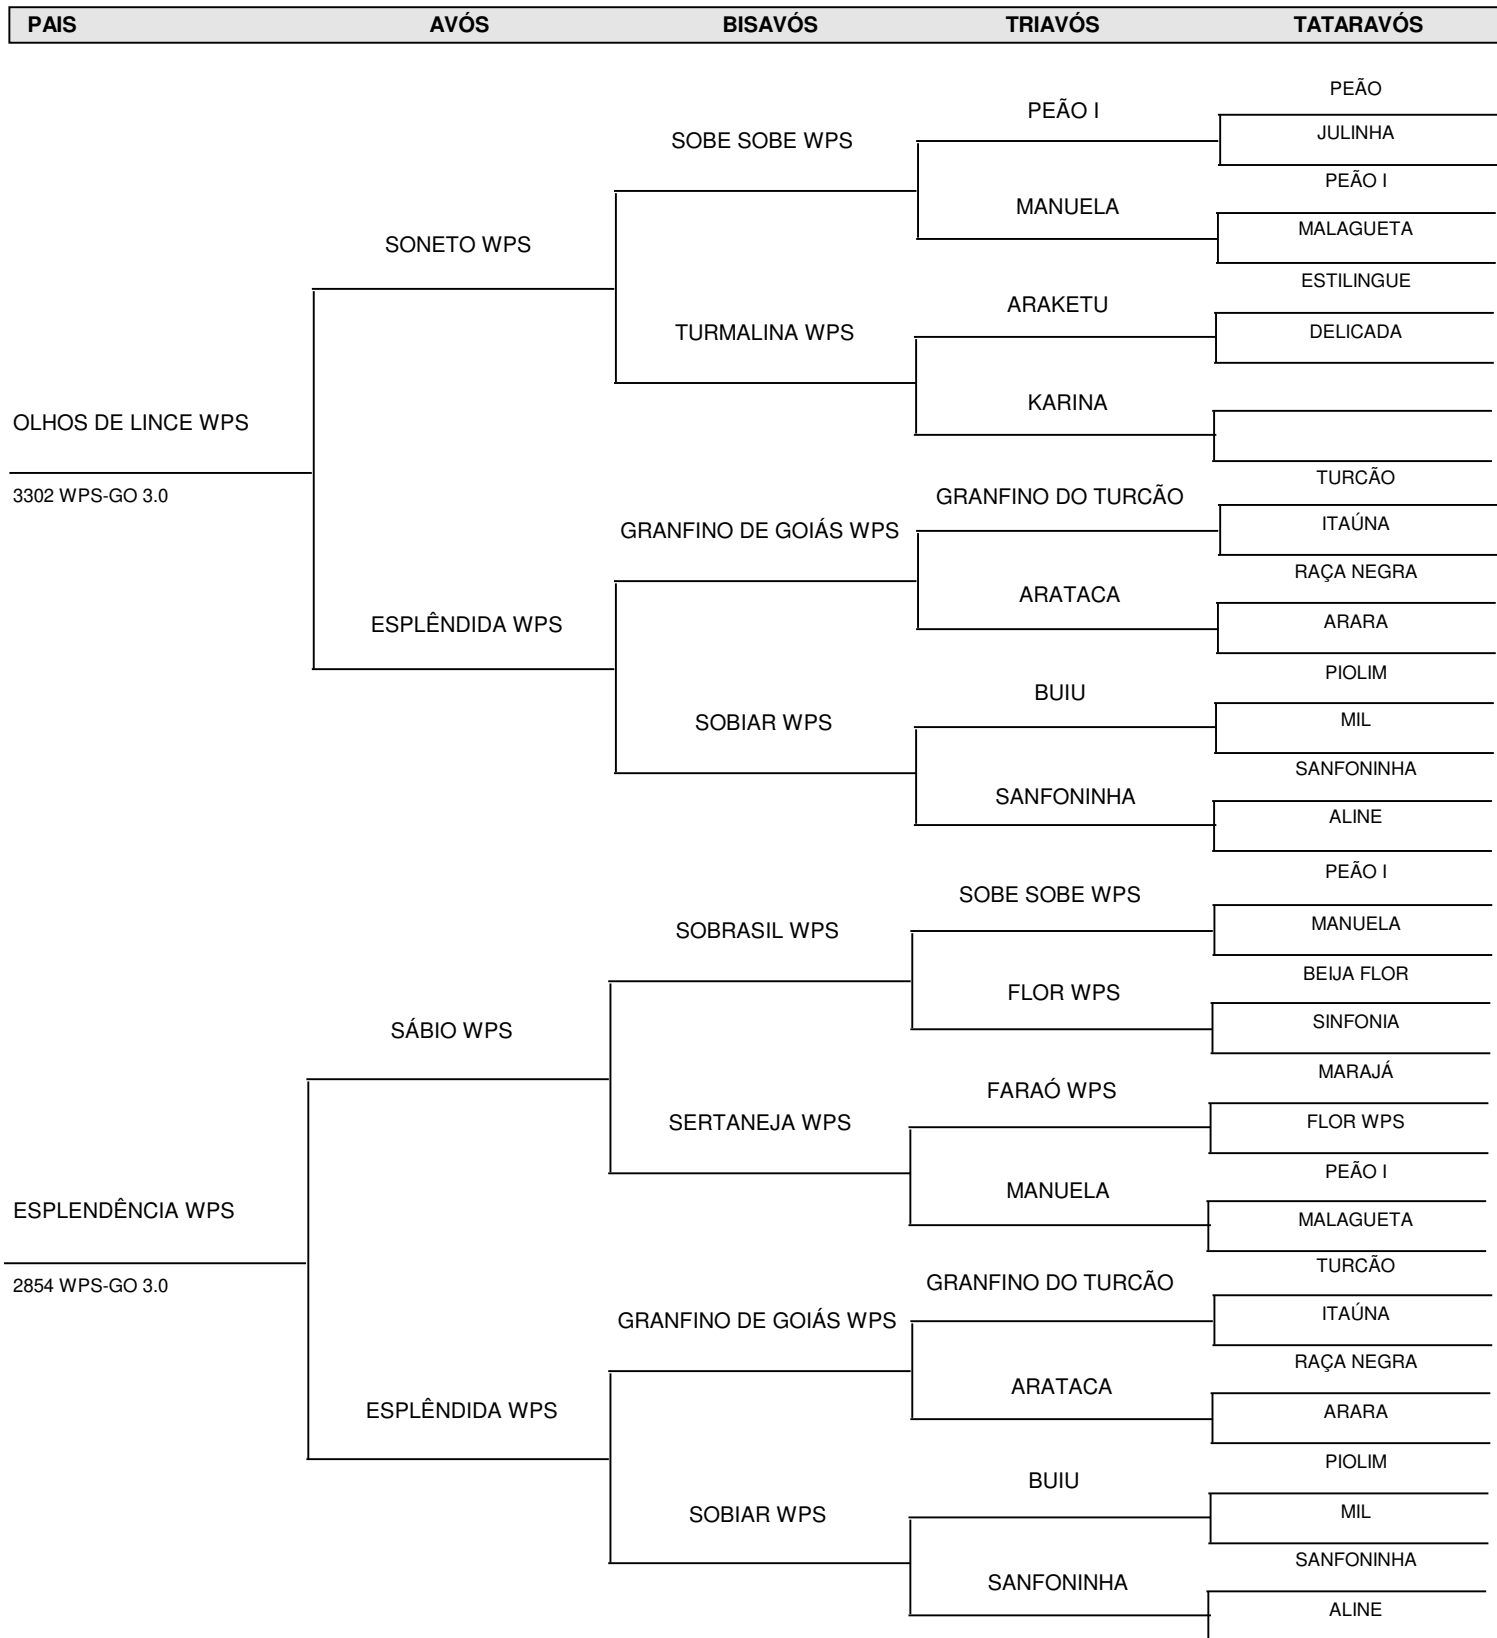 PAIS AVÓS BISAVÓS TRIAVÓS TATARAVÓS
PEÃO
PEÃO I
JULINHA
SOBE SOBE WPS
PEÃO I
MANUELA
MALAGUETA
SONETO WPS
ESTILINGUE
ARAKETU
TURMALINA WPS
DELICADA
KARINA
OLHOS DE LINCE WPS
TURCÃO
3302 WPS-GO 3.0
GRANFINO DO TURCÃO
ITAÚNA
GRANFINO DE GOIÁS WPS
RAÇA NEGRA
ARATACA
ARARA
ESPLÊNDIDA WPS
PIOLIM
BUIU
MIL
SOBIAR WPS
SANFONINHA
SANFONINHA
ALINE
PEÃO I
SOBE SOBE WPS
MANUELA
SOBRASIL WPS
BEIJA FLOR
FLOR WPS
SINFONIA
SÁBIO WPS
MARAJÁ
FARAÓ WPS
FLOR WPS
SERTANEJA WPS
PEÃO I
MANUELA
ESPLENDÊNCIA WPS
MALAGUETA
TURCÃO
2854 WPS-GO 3.0
GRANFINO DO TURCÃO
ITAÚNA
GRANFINO DE GOIÁS WPS
RAÇA NEGRA
ARATACA
ESPLÊNDIDA WPS
ARARA
PIOLIM
BUIU
MIL
SOBIAR WPS
SANFONINHA
SANFONINHA
ALINE